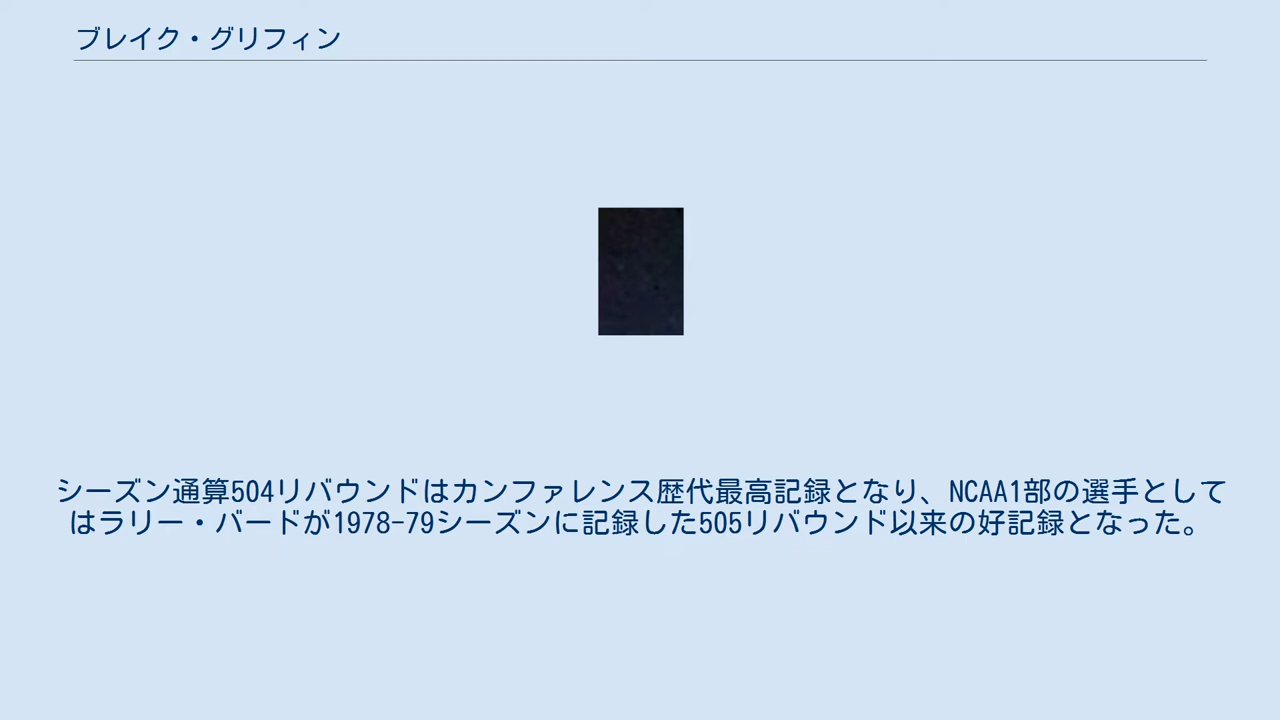 ブレイク・グリフィン
シーズン通算504リバウンドはカンファレンス歴代最高記録となり、NCAA1部の選手として
はラリー・バードが1978-79シーズンに記録した505リバウンド以来の好記録となった。